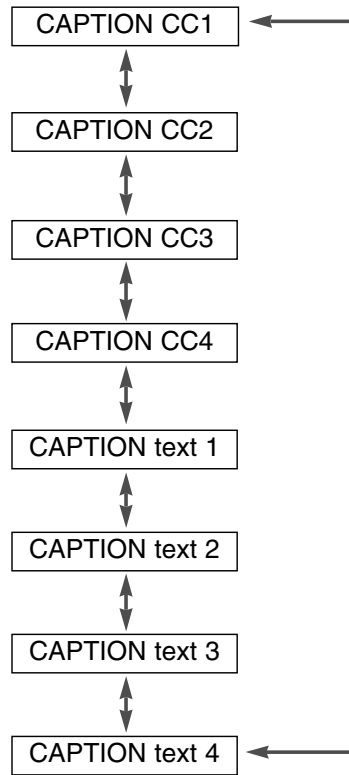 CAPTION CC1
CAPTION CC2
CAPTION CC3
CAPTION CC4
CAPTION text 1
CAPTION text 2
CAPTION text 3
CAPTION text 4